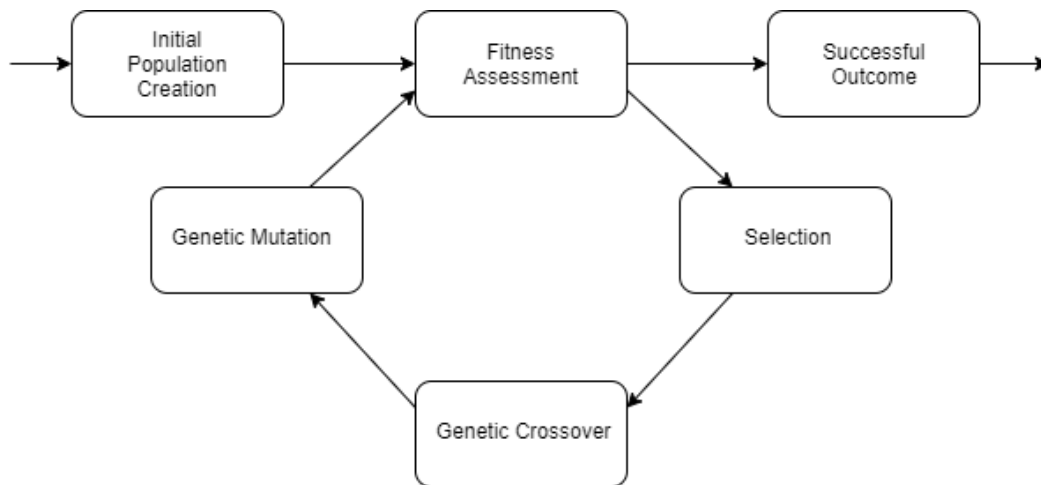 Initial
Population
Creation
Fitness
Assessment
Successful
Outcome
Genetic Mutation
Selection
Genetic Crossover